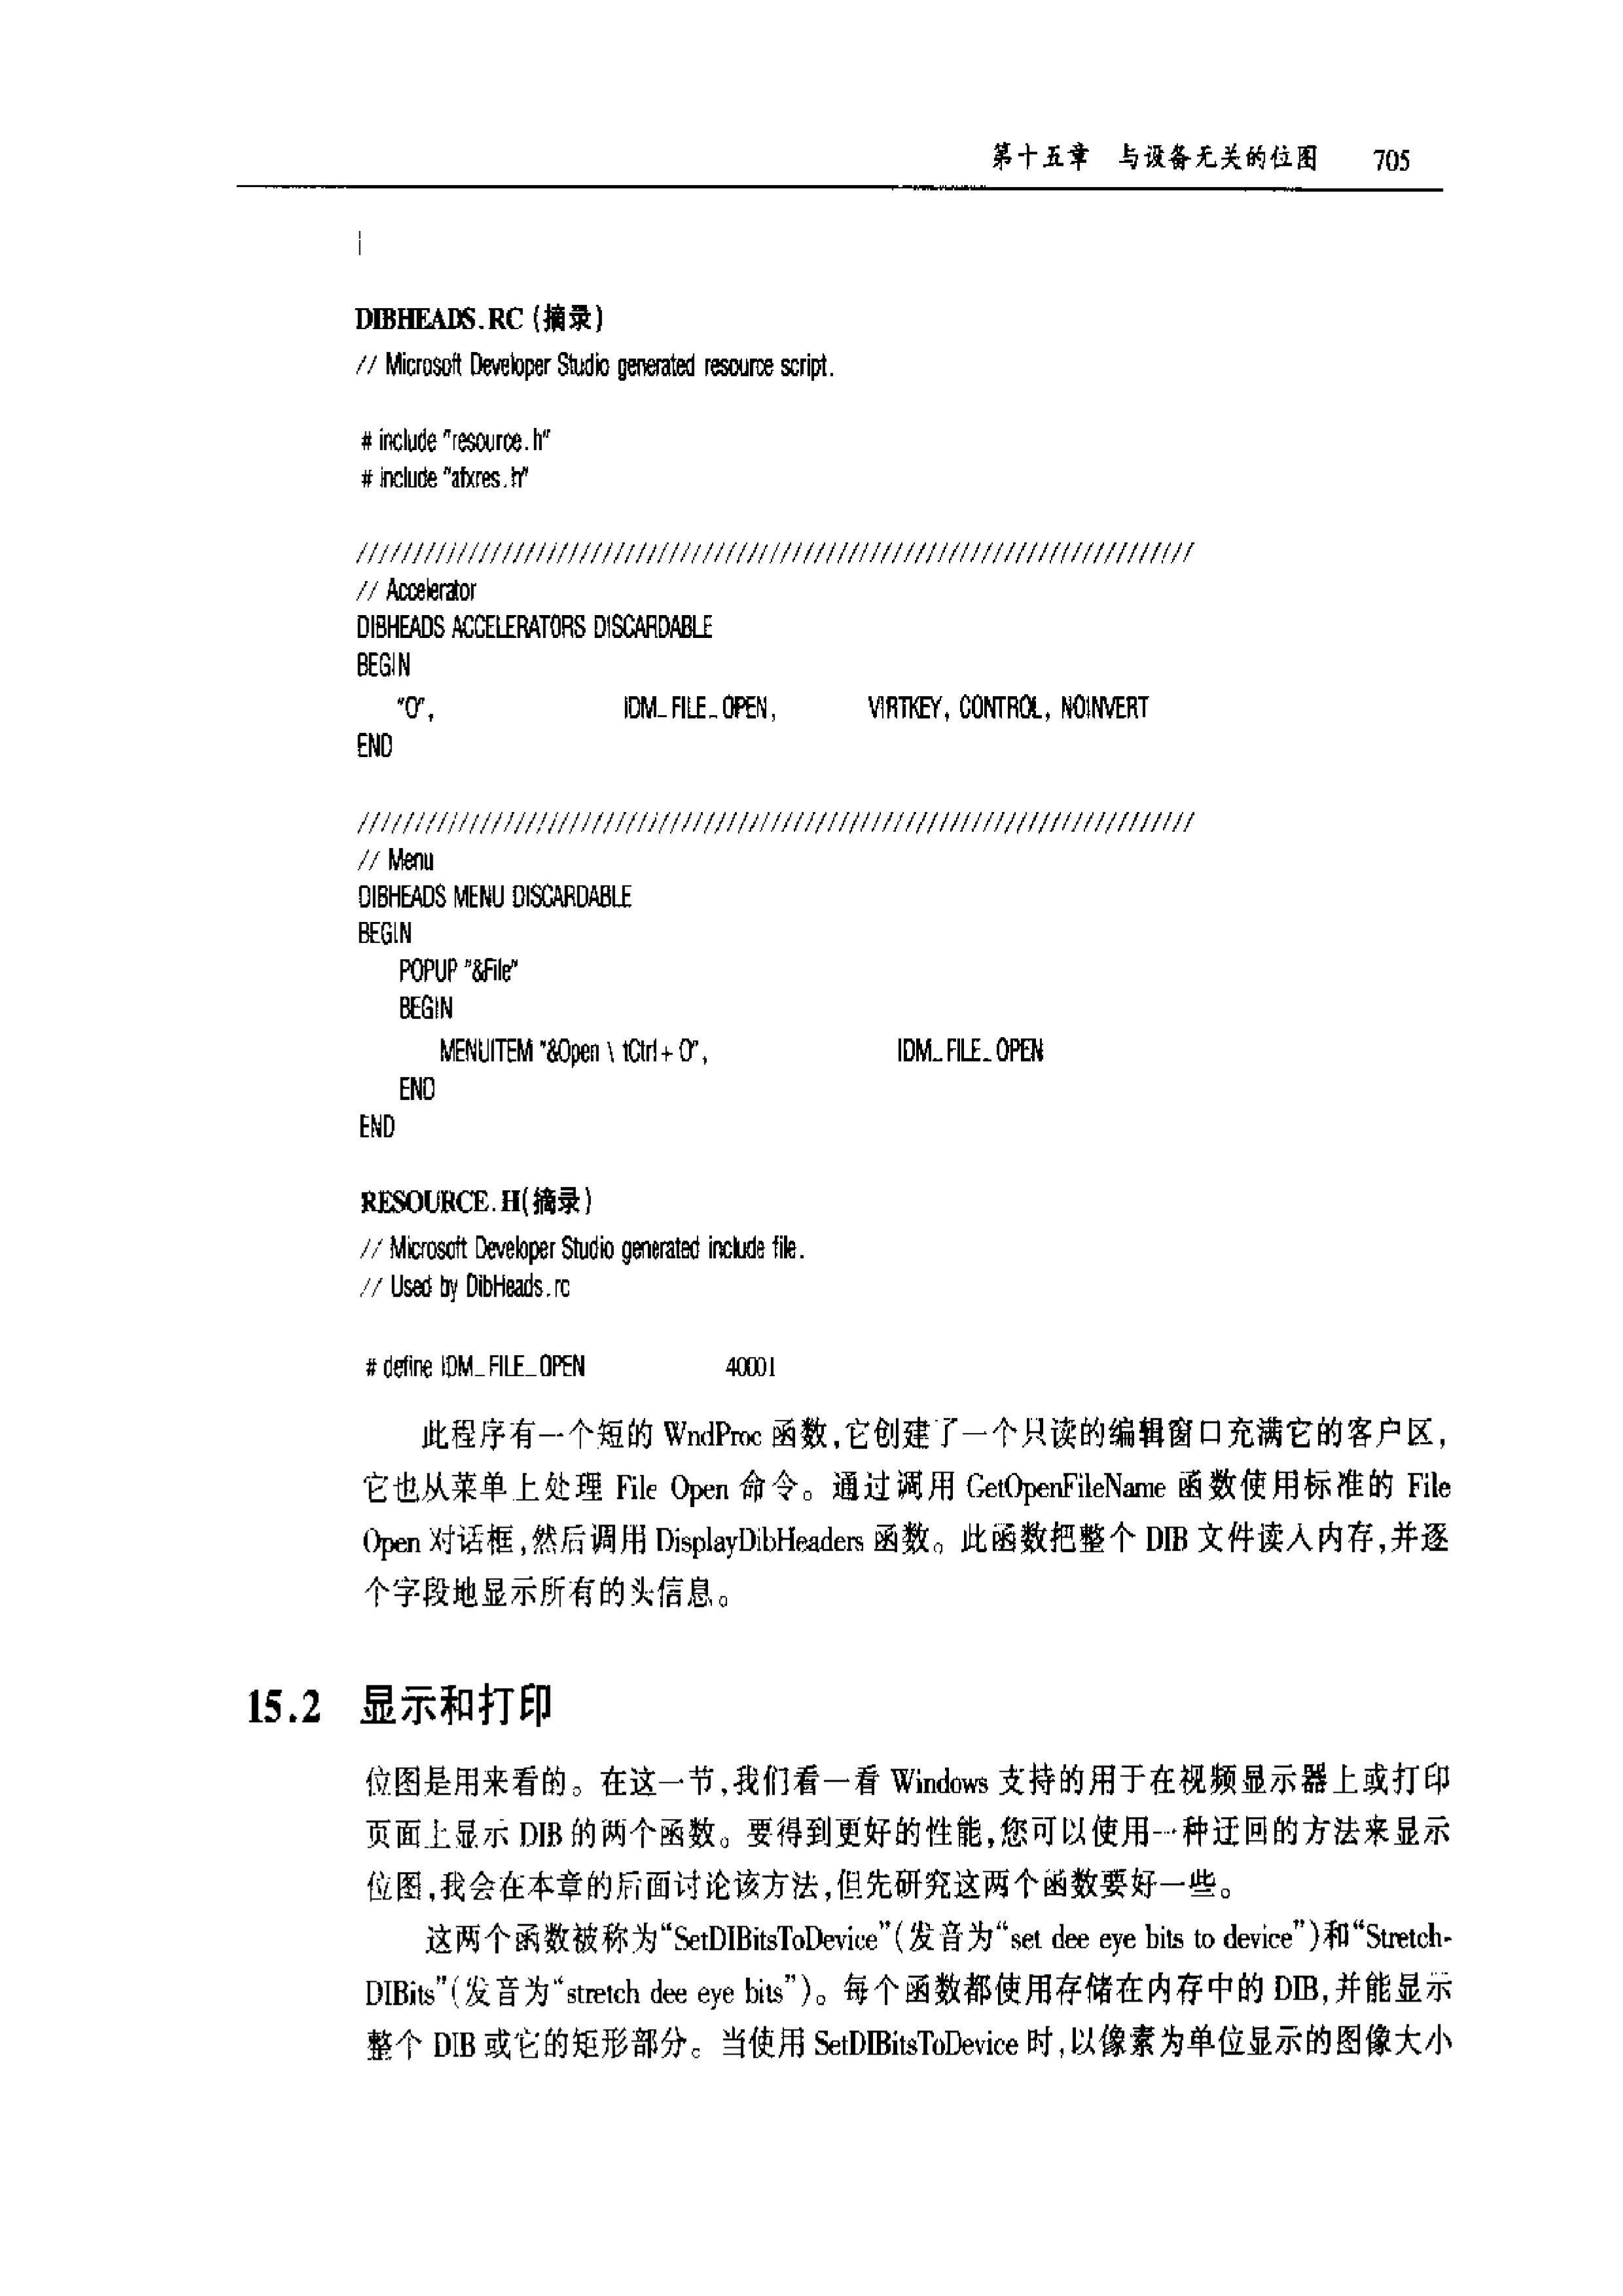 第十五章 与设备无关的位图 705
}
DIBHEADS.RC (摘录)
// Microsoft Developer Studio generated resource script.
# include "resource.h"
# include "afxres.h"
////////////////////////////////////////////////////////////////////////////
// Accelerator
DIBHEADS ACCELERATORS DISCARDABLE
BEGIN
"O", IDM_FILE_OPEN, VIRTKEY, CONTROL, NOINVERT
END
////////////////////////////////////////////////////////////////////////////
// Menu
DIBHEADS MENU DISCARDABLE
BEGIN
POPUP "&File"
BEGIN
MENUITEM "&Open \ tCtrl + O", IDM_FILE_OPEN
END
END
RESOURCE.H(摘录)
// Microsoft Developer Studio generated include file.
// Used by DibHeads.rc
# define IDM_FILE_OPEN 40001
此程序有一个短的 WndProc 函数,它创建了一个只读的编辑窗口充满它的客户区,
它也从菜单上处理 File Open 命令。通过调用 GetOpenFileName 函数使用标准的 File
Open 对话框,然后调用 DisplayDibHeaders 函数。此函数把整个 DIB 文件读入内存,并逐
个字段地显示所有的头信息。
15.2 显示和打印
位图是用来看的。在这一节,我们看一看 Windows 支持的用于在视频显示器上或打印
页面上显示 DIB 的两个函数。要得到更好的性能,您可以使用一种迂回的方法来显示
位图,我会在本章的后面讨论该方法,但先研究这两个函数要好一些。
这两个函数被称为“SetDIBitsToDevice”(发音为“set dee eye bits to device”)和“Stretch-
DIBits”(发音为“stretch dee eye bits”)。每个函数都使用存储在内存中的 DIB,并能显示
整个 DIB 或它的矩形部分。当使用 SetDIBitsToDevice 时,以像素为单位显示的图像大小